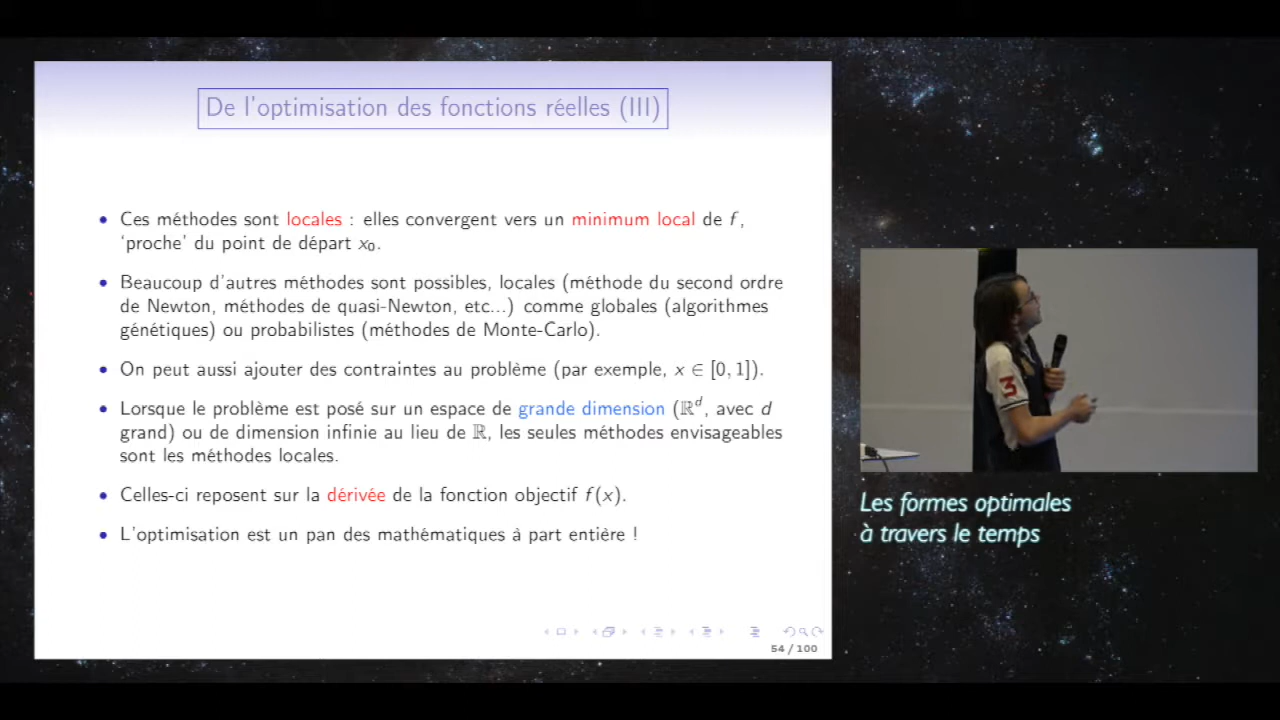 De l'optimisation des fonctions réelles (III)
• Ces méthodes sont locales : elles convergent vers un minimum local de f,
'proche' du point de départ x₀.
• Beaucoup d'autres méthodes sont possibles, locales (méthode du second ordre
de Newton, méthodes de quasi-Newton, etc...) comme globales (algorithmes
génétiques) ou probabilistes (méthodes de Monte-Carlo).
• On peut aussi ajouter des contraintes au problème (par exemple, x ∈ [0, 1]).
• Lorsque le problème est posé sur un espace de grande dimension (ℝᵈ, avec d
grand) ou de dimension infinie au lieu de ℝ, les seules méthodes envisageables
sont les méthodes locales.
• Celles-ci reposent sur la dérivée de la fonction objectif f(x).
• L'optimisation est un pan des mathématiques à part entière !
54 / 100
3
Les formes optimales
à travers le temps